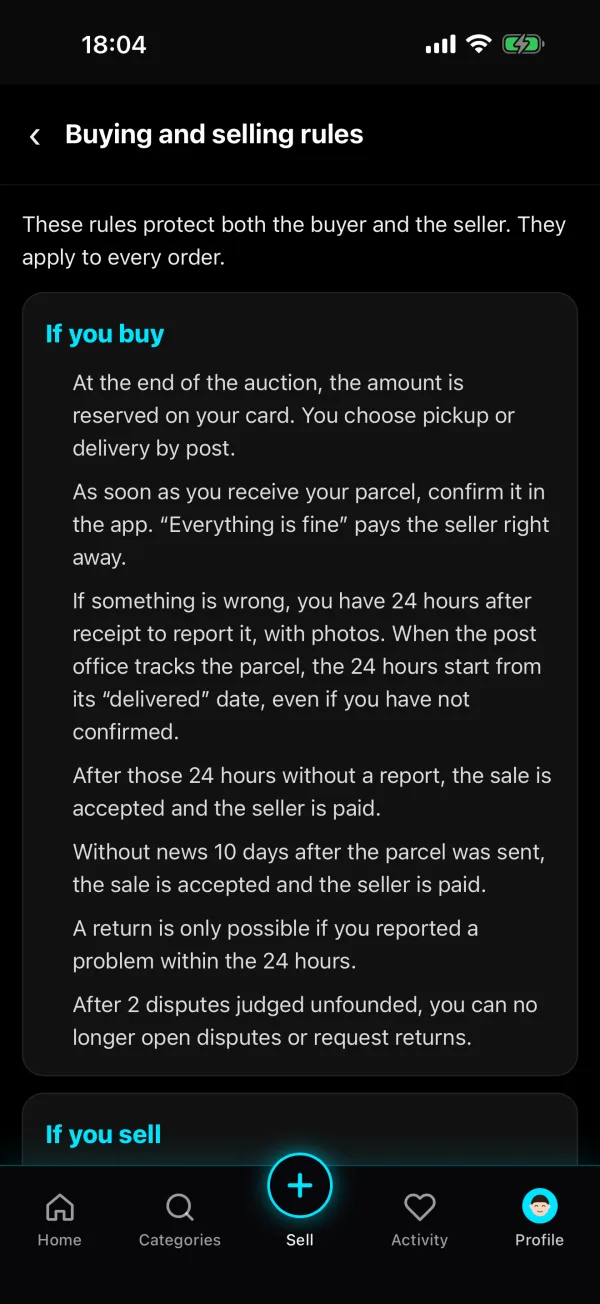 18:04
Buying and selling rules
These rules protect both the buyer and the seller. They
apply to every order.
If you buy
At the end of the auction, the amount is
reserved on your card. You choose pickup or
delivery by post.
As soon as you receive your parcel, confirm it in
the app. “Everything is fine” pays the seller right
away.
If something is wrong, you have 24 hours after
receipt to report it, with photos. When the post
office tracks the parcel, the 24 hours start from
its “delivered” date, even if you have not
confirmed.
After those 24 hours without a report, the sale is
accepted and the seller is paid.
Without news 10 days after the parcel was sent,
the sale is accepted and the seller is paid.
A return is only possible if you reported a
problem within the 24 hours.
After 2 disputes judged unfounded, you can no
longer open disputes or request returns.
If you sell
Home
Categories
Sell
Activity
Profile